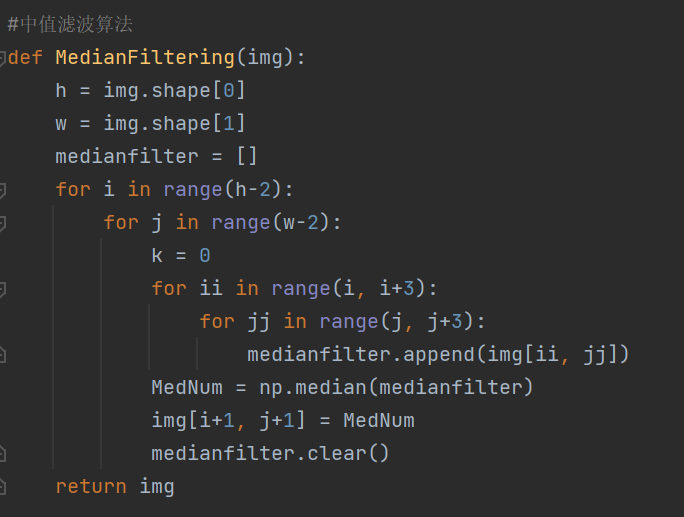 #中值滤波算法
def MedianFiltering(img):
    h = img.shape[0]
    w = img.shape[1]
    medianfilter = []
    for i in range(h-2):
        for j in range(w-2):
            k = 0
            for ii in range(i, i+3):
                for jj in range(j, j+3):
                    medianfilter.append(img[ii, jj])
            MedNum = np.median(medianfilter)
            img[i+1, j+1] = MedNum
            medianfilter.clear()
    return img